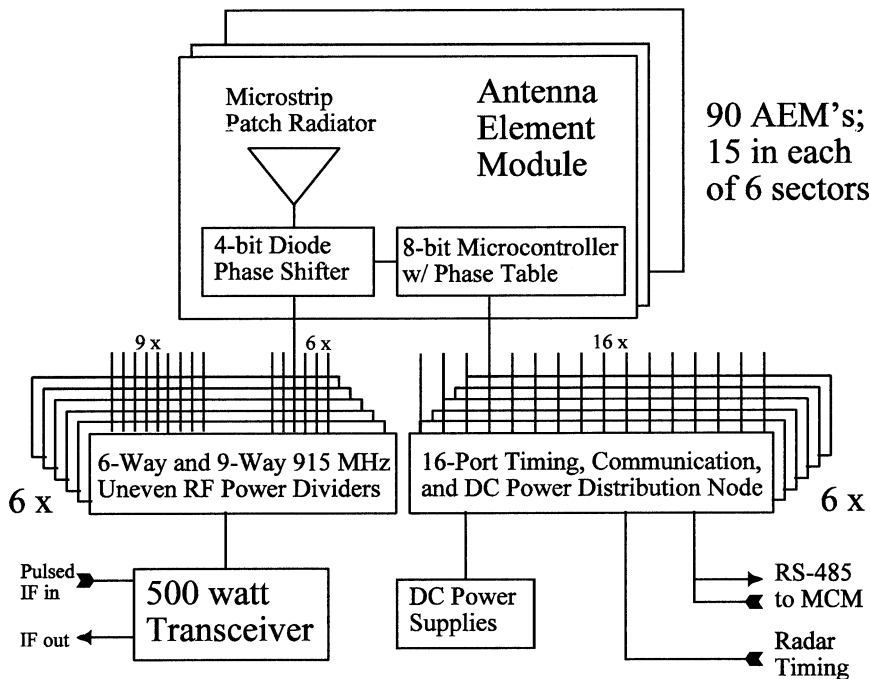 Microstrip
Patch Radiator
Antenna
Element
Module
90 AEM's;
15 in each
of 6 sectors
4-bit Diode
Phase Shifter
8-bit Microcontroller
w/ Phase Table
9 x
6 x
16 x
6-Way and 9-Way 915 MHz
Uneven RF Power Dividers
16-Port Timing, Communication,
and DC Power Distribution Node
6 x
6 x
Pulsed
IF in
IF out
500 watt
Transceiver
DC Power
Supplies
RS-485
to MCM
Radar
Timing